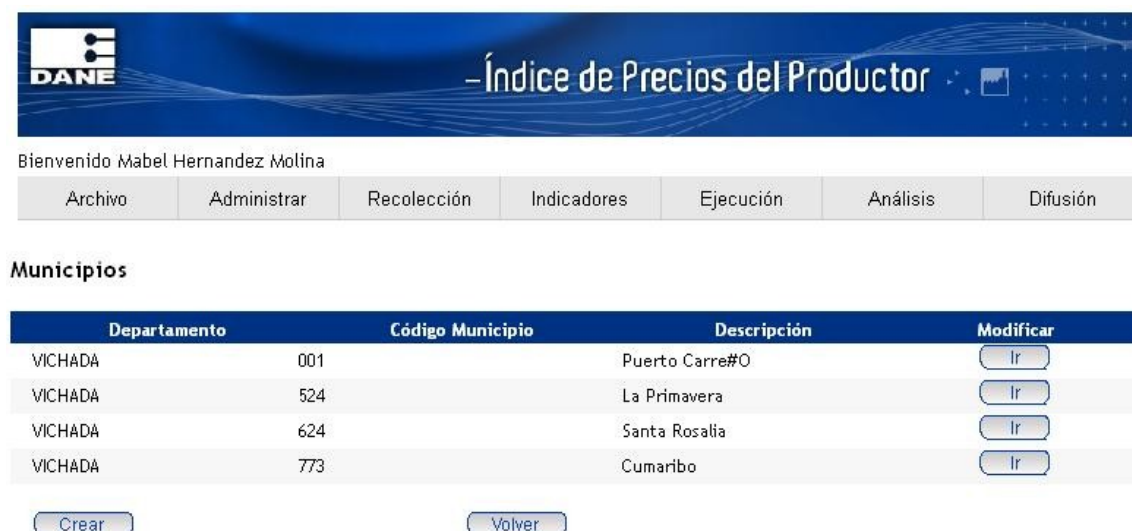 DANE
–Índice de Precios del Productor
Bienvenido Mabel Hernandez Molina
Archivo Administrar Recolección Indicadores Ejecución Análisis Difusión
Municipios
Departamento Código Municipio Descripción Modificar
VICHADA 001 Puerto Carre#O Ir
VICHADA 524 La Primavera Ir
VICHADA 624 Santa Rosalia Ir
VICHADA 773 Cumaribo Ir
Crear Volver